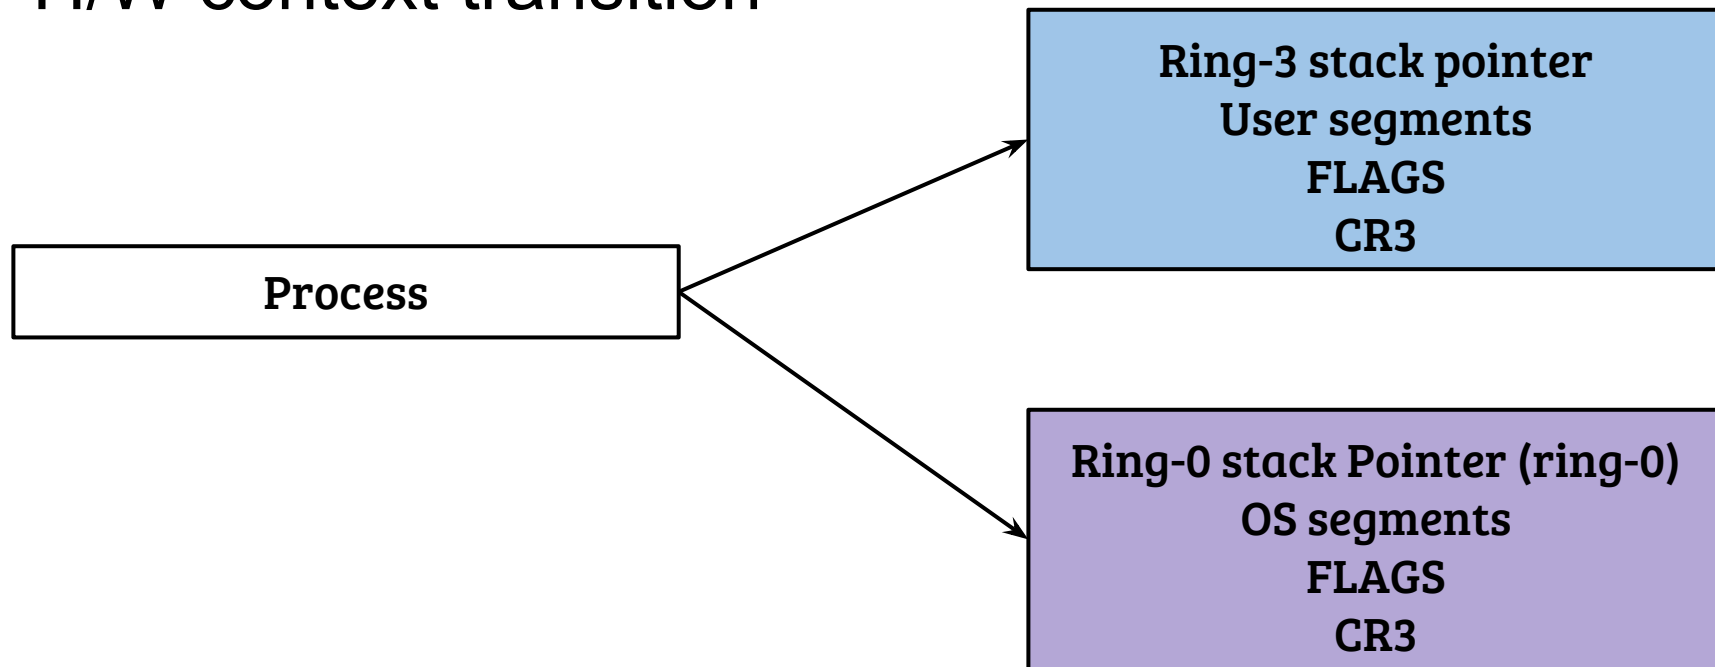 H/W context transition
Ring-3 stack pointer
User segments
FLAGS
CR3
Process
Ring-0 stack Pointer (ring-0)
OS segments
FLAGS
CR3